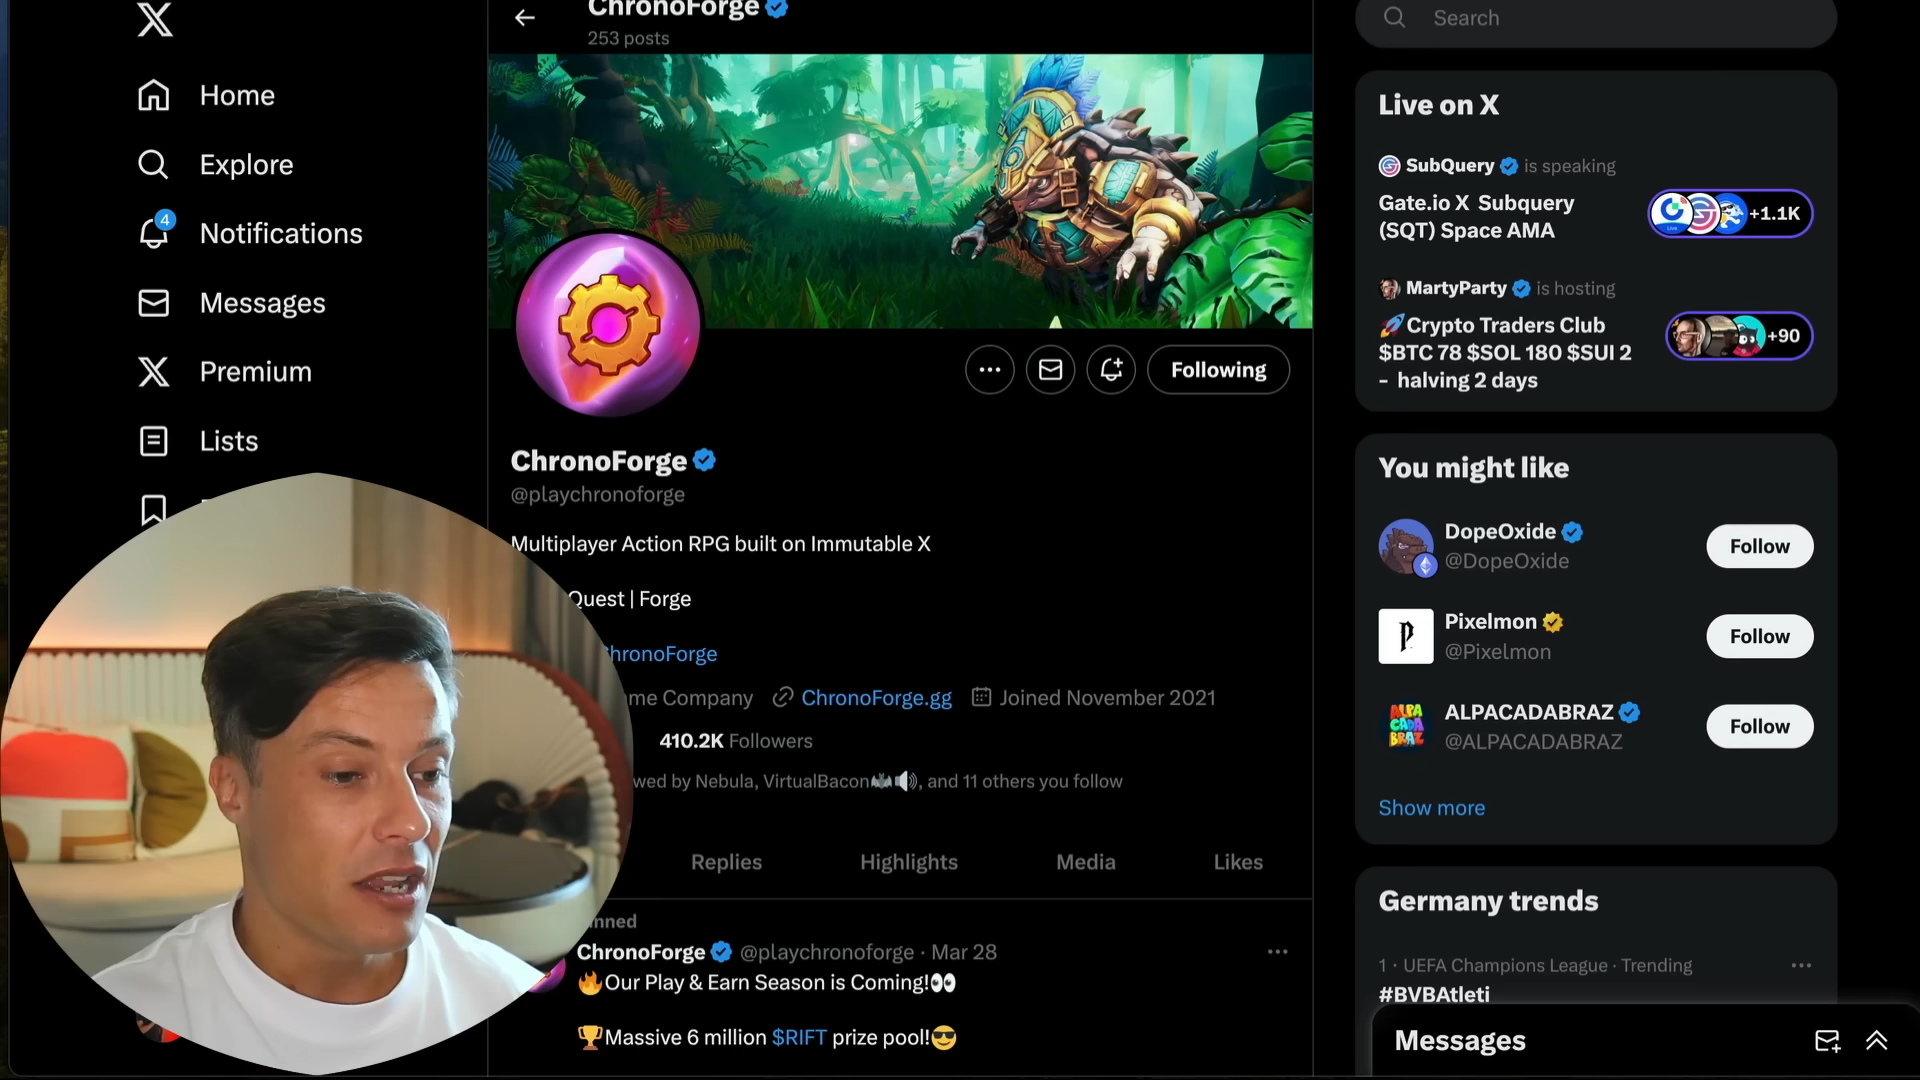 Home
Explore
4
Notifications
Messages
Premium
Lists
ChronoForge
253 posts
Following
ChronoForge
@playchronoforge
Multiplayer Action RPG built on Immutable X
Quest | Forge
ChronoForge
me Company
ChronoForge.gg
Joined November 2021
410.2K Followers
wed by Nebula, VirtualBacon🦇🔊, and 11 others you follow
Replies
Highlights
Media
Likes
nned
ChronoForge @playchronoforge · Mar 28
🔥Our Play & Earn Season is Coming!👀
🏆Massive 6 million $RIFT prize pool!😎
Search
Live on X
SubQuery is speaking
Gate.io X Subquery
(SQT) Space AMA
+1.1K
MartyParty is hosting
🚀Crypto Traders Club
$BTC 78 $SOL 180 $SUI 2
- halving 2 days
+90
You might like
DopeOxide
@DopeOxide
Follow
Pixelmon
@Pixelmon
Follow
ALPA
CADA
BRAZ
ALPACADABRAZ
@ALPACADABRAZ
Follow
Show more
Germany trends
1 · UEFA Champions League · Trending
#BVBAtleti
Messages